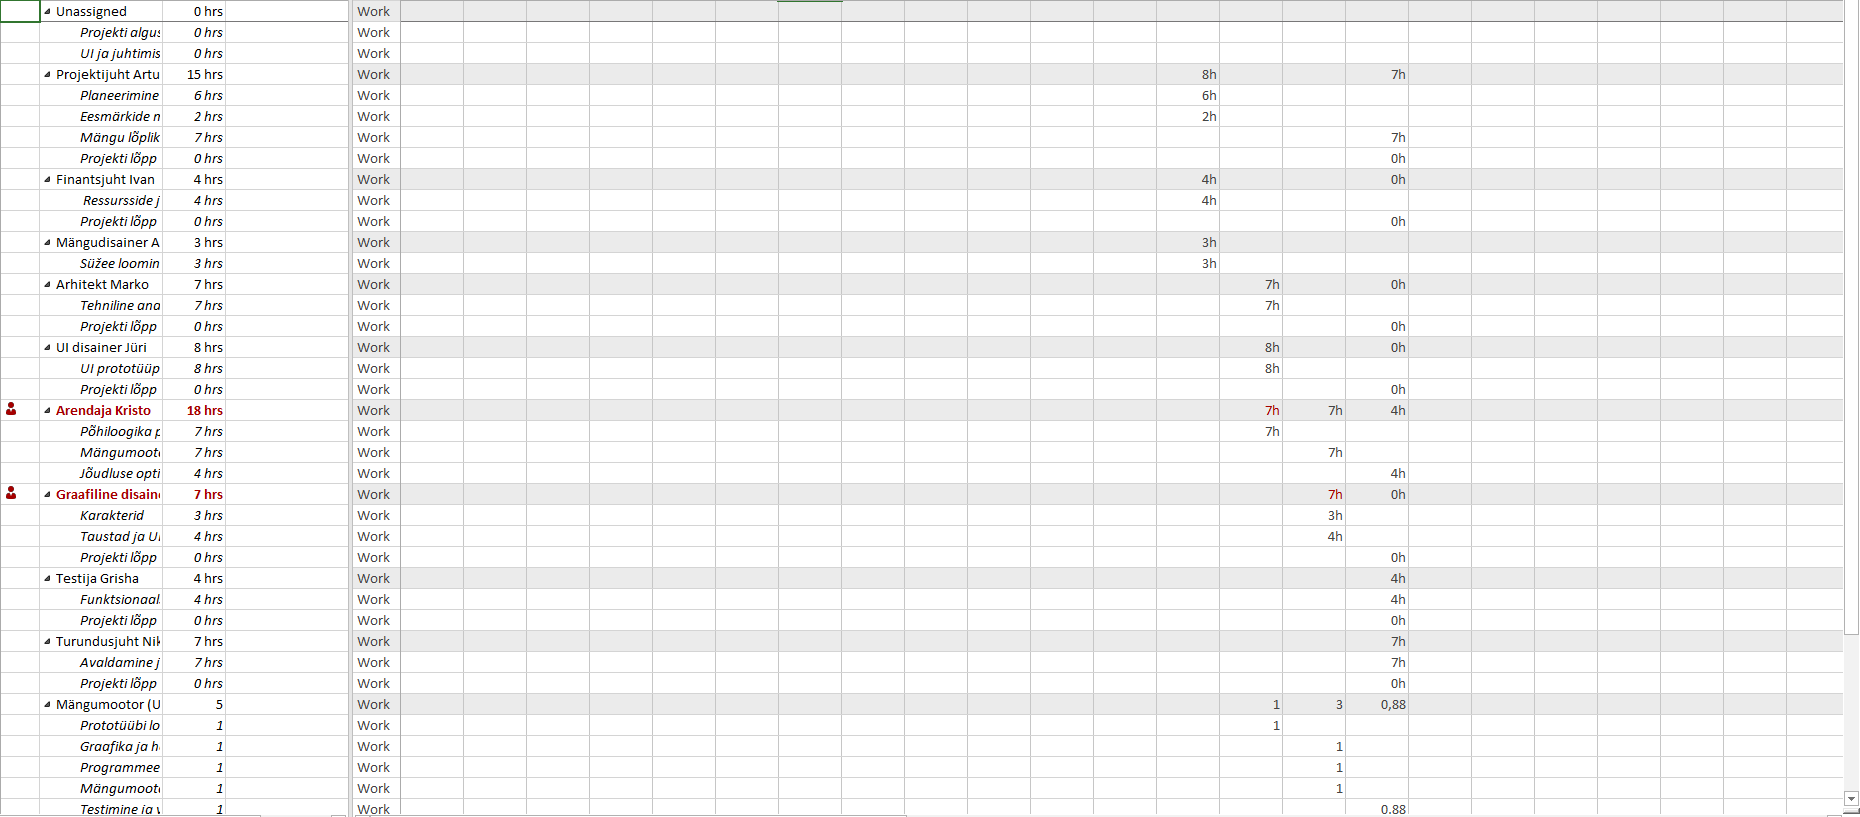 Unassigned 0 hrs Work
Projekti algus 0 hrs Work
UI ja juhtimis 0 hrs Work
Projektijuht Artu 15 hrs Work 8h 7h
Planeerimine 6 hrs Work 6h
Eesmärkide 2 hrs Work 2h
Mängu lõplik 7 hrs Work 7h
Projekti lõpp 0 hrs Work 0h
Finantsjuht Ivan 4 hrs Work 4h 0h
Ressursside j 4 hrs Work 4h
Projekti lõpp 0 hrs Work 0h
Mängudisainer A 3 hrs Work 3h
Süžee loomin 3 hrs Work 3h
Arhitekt Marko 7 hrs Work 7h 0h
Tehniline ana 7 hrs Work 7h
Projekti lõpp 0 hrs Work 0h
UI disainer Jüri 8 hrs Work 8h 0h
UI prototüüp 8 hrs Work 8h
Projekti lõpp 0 hrs Work 0h
Arendaja Kristo 18 hrs Work 7h 7h 4h
Põhiloogika p 7 hrs Work 7h
Mängumoot 7 hrs Work 7h
Jõudluse opti 4 hrs Work 4h
Graafiline disain 7 hrs Work 7h 0h
Karakterid 3 hrs Work 3h
Taustad ja UI 4 hrs Work 4h
Projekti lõpp 0 hrs Work 0h
Testija Grisha 4 hrs Work 4h
Funktsionaal 4 hrs Work 4h
Projekti lõpp 0 hrs Work 0h
Turundusjuht Nik 7 hrs Work 7h
Avaldamine j 7 hrs Work 7h
Projekti lõpp 0 hrs Work 0h
Mängumootor (U 5 Work 1 3 0,88
Prototüübi lo 1 Work 1
Graafika ja h 1 Work 1
Programmee 1 Work 1
Mängumoot 1 Work 1
Testimine ja v 1 Work 0,88